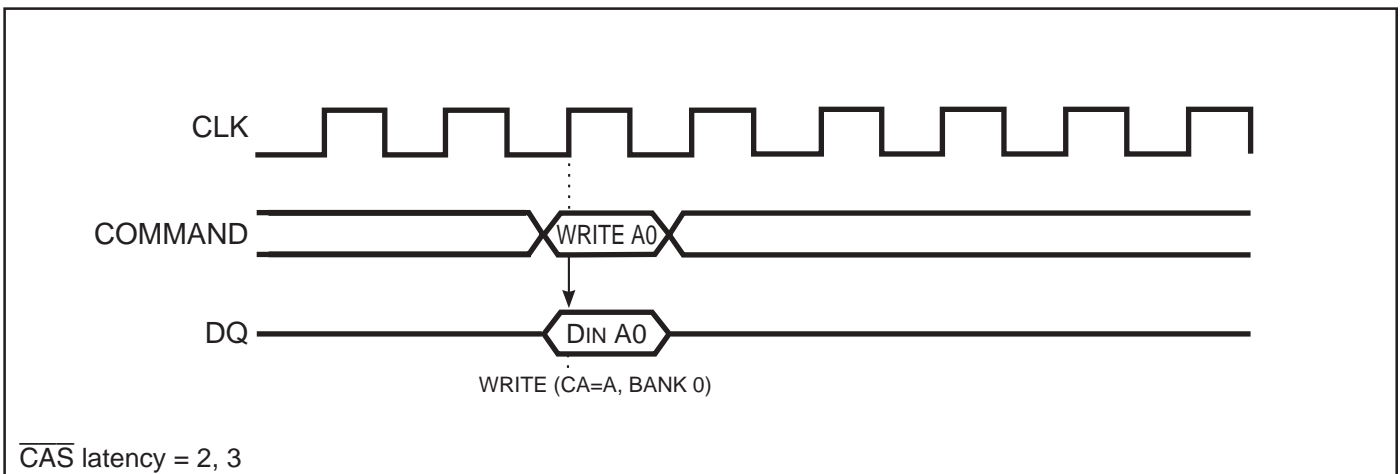 CLK
COMMAND
WRITE A0
DQ
DIN A0
WRITE (CA=A, BANK 0)
CAS latency = 2, 3